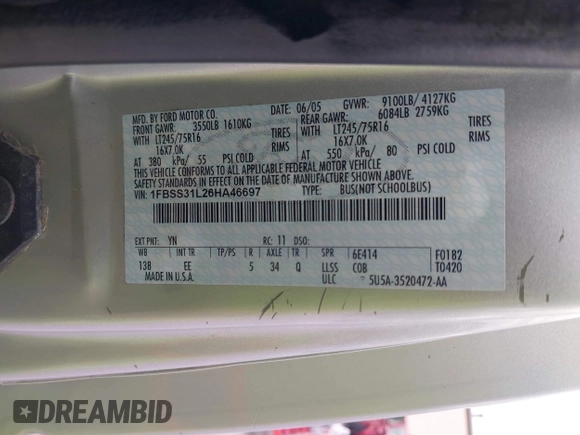 MFD. BY FORD MOTOR CO. 06/05 GVWR: 9100LB/ 4127KG
FRONT GAWR: 3550LB 1610KG REAR GAWR: 6084LB 2759KG
WITH LT245/75R16 TIRES WITH LT245/75R16 TIRES
16X7.0K RIMS 16X7.0K RIMS
AT 380 kPa/ 55 PSI COLD AT 550 kPa/ 80 PSI COLD
THIS VEHICLE CONFORMS TO ALL APPLICABLE FEDERAL MOTOR VEHICLE
SAFETY STANDARDS IN EFFECT ON THE DATE OF MANUFACTURE SHOWN ABOVE.
VIN: 1FBSS31L26HA46697 TYPE: BUS(NOT SCHOOLBUS)
EXT PNT: YN RC: 11 DSO:
WB INT TR TP/PS R AXLE TR SPR 6E414 F0182
138 EE 5 34 Q LLSS COB T0420
MADE IN U.S.A. ULC 5U5A-3520472-AA
DREAMBID